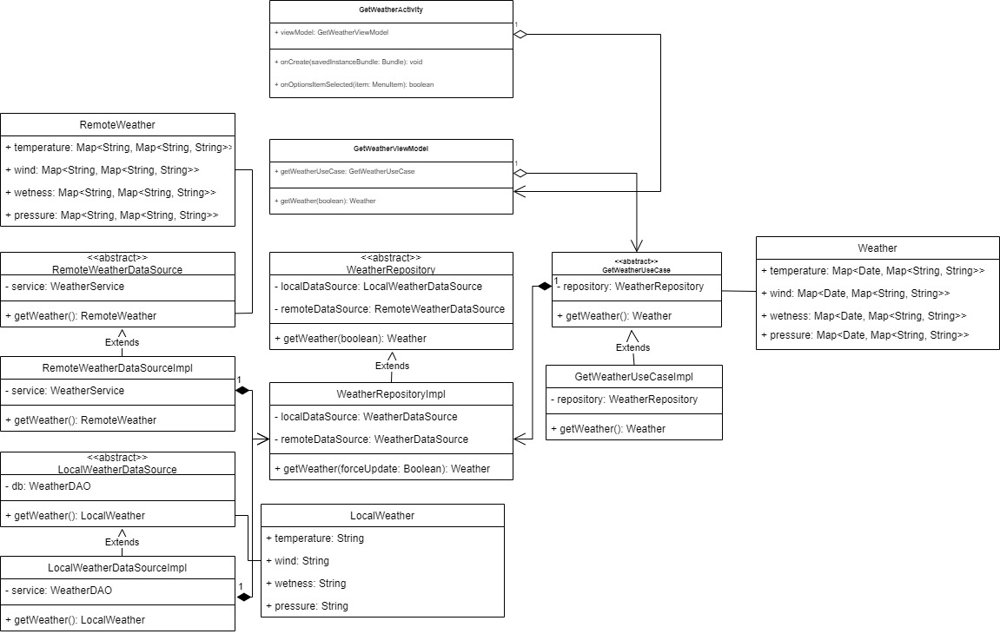 GetWeatherActivity
+ viewModel: GetWeatherViewModel
+ onCreate(savedInstanceBundle: Bundle): void
+ onOptionsItemSelected(item: MenuItem): boolean
1
RemoteWeather
+ temperature: Map<String, Map<String, String>>
+ wind: Map<String, Map<String, String>>
+ wetness: Map<String, Map<String, String>>
+ pressure: Map<String, Map<String, String>>
GetWeatherViewModel
+ getWeatherUseCase: GetWeatherUseCase
+ getWeather(boolean): Weather
1
<<abstract>>
RemoteWeatherDataSource
- service: WeatherService
+ getWeather(): RemoteWeather
<<abstract>>
WeatherRepository
- localDataSource: LocalWeatherDataSource
- remoteDataSource: RemoteWeatherDataSource
+ getWeather(boolean): Weather
<<abstract>>
GetWeatherUseCase
1
- repository: WeatherRepository
+ getWeather(): Weather
Weather
+ temperature: Map<Date, Map<String, String>>
+ wind: Map<Date, Map<String, String>>
+ wetness: Map<Date, Map<String, String>>
+ pressure: Map<Date, Map<String, String>>
Extends
Extends
Extends
RemoteWeatherDataSourceImpl
- service: WeatherService
+ getWeather(): RemoteWeather
1
WeatherRepositoryImpl
- localDataSource: WeatherDataSource
- remoteDataSource: WeatherDataSource
+ getWeather(forceUpdate: Boolean): Weather
GetWeatherUseCaseImpl
- repository: WeatherRepository
+ getWeather(): Weather
<<abstract>>
LocalWeatherDataSource
- db: WeatherDAO
+ getWeather(): LocalWeather
Extends
LocalWeather
+ temperature: String
+ wind: String
+ wetness: String
+ pressure: String
LocalWeatherDataSourceImpl
- service: WeatherDAO
+ getWeather(): LocalWeather
1